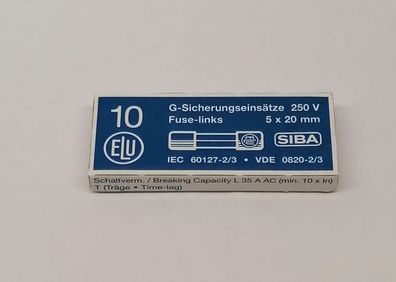 10 G-Sicherungseinsätze 250 V
Fuse-links 5 x 20 mm
ELU SIBA
IEC 60127-2/3 • VDE 0820-2/3
Schaltverm. / Breaking Capacity L 35 A AC (min. 10 x In)
T (Träge • Time-lag)